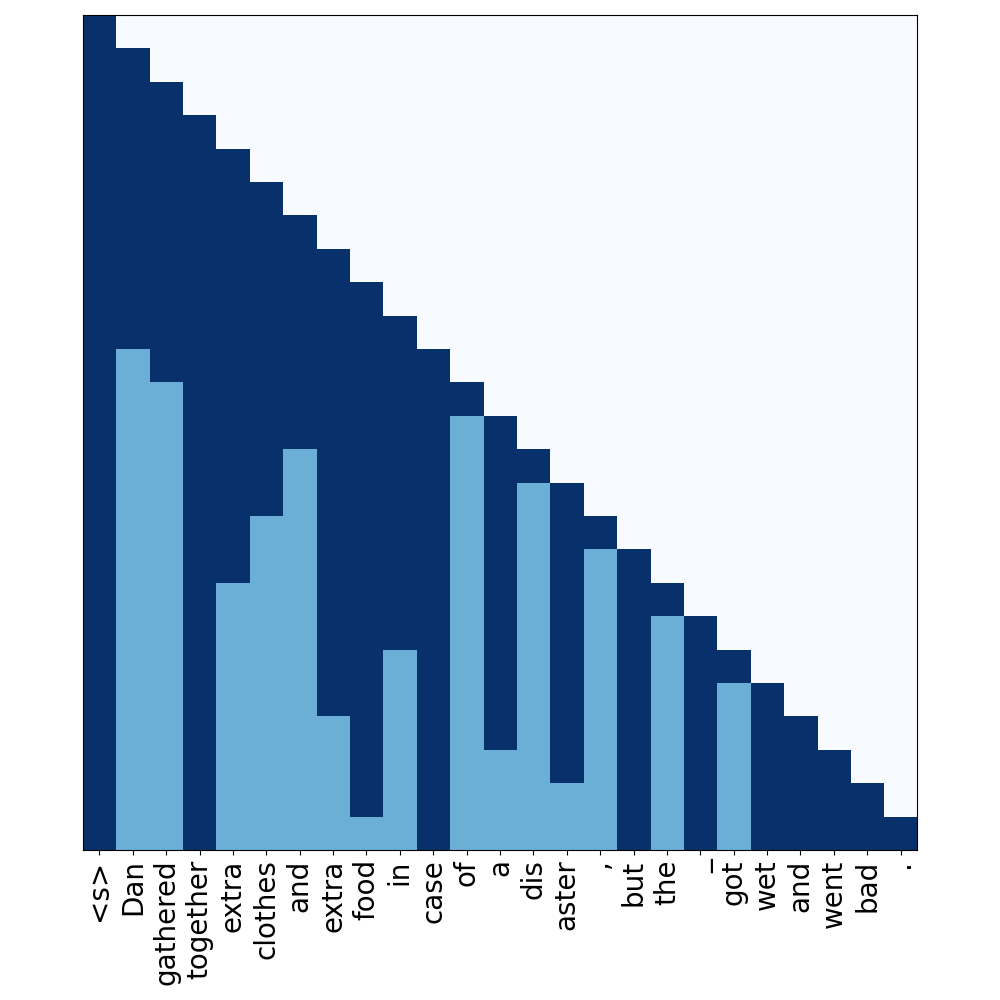 <s> Dan gathered together extra clothes and extra food in case of a dis aster , but the _ got wet and went bad .